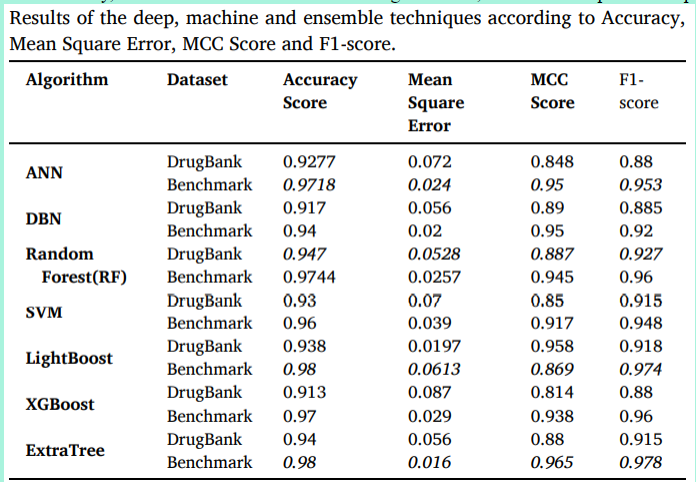 Results of the deep, machine and ensemble techniques according to Accuracy,
Mean Square Error, MCC Score and F1-score.
Algorithm Dataset Accuracy Score Mean Square Error MCC Score F1-score
ANN DrugBank 0.9277 0.072 0.848 0.88
Benchmark 0.9718 0.024 0.95 0.953
DBN DrugBank 0.917 0.056 0.89 0.885
Benchmark 0.94 0.02 0.95 0.92
Random DrugBank 0.947 0.0528 0.887 0.927
Forest(RF) Benchmark 0.9744 0.0257 0.945 0.96
SVM DrugBank 0.93 0.07 0.85 0.915
Benchmark 0.96 0.039 0.917 0.948
LightBoost DrugBank 0.938 0.0197 0.958 0.918
Benchmark 0.98 0.0613 0.869 0.974
XGBoost DrugBank 0.913 0.087 0.814 0.88
Benchmark 0.97 0.029 0.938 0.96
ExtraTree DrugBank 0.94 0.056 0.88 0.915
Benchmark 0.98 0.016 0.965 0.978